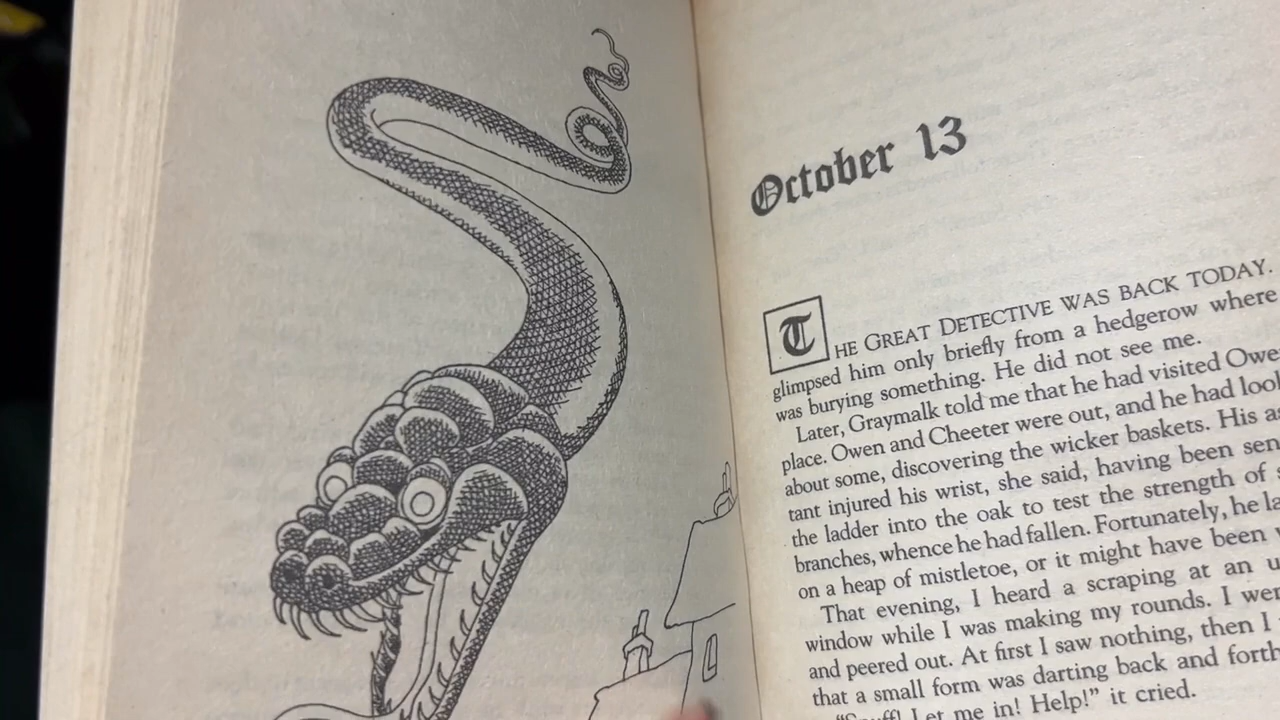 October 13
THE GREAT DETECTIVE WAS BACK TODAY.
glimpsed him only briefly from a hedgerow where
was burying something. He did not see me.
Later, Graymalk told me that he had visited
place. Owen and Cheeter were out, and he had
about some, discovering the wicker baskets. His
tant injured his wrist, she said, having been
the ladder into the oak to test the strength of
branches, whence he had fallen. Fortunately, he
on a heap of mistletoe, or it might have been
That evening, I heard a scraping at an
window while I was making my rounds. I
and peered out. At first I saw nothing, then I
that a small form was darting back and forth
Let me in! Help!” it cried.